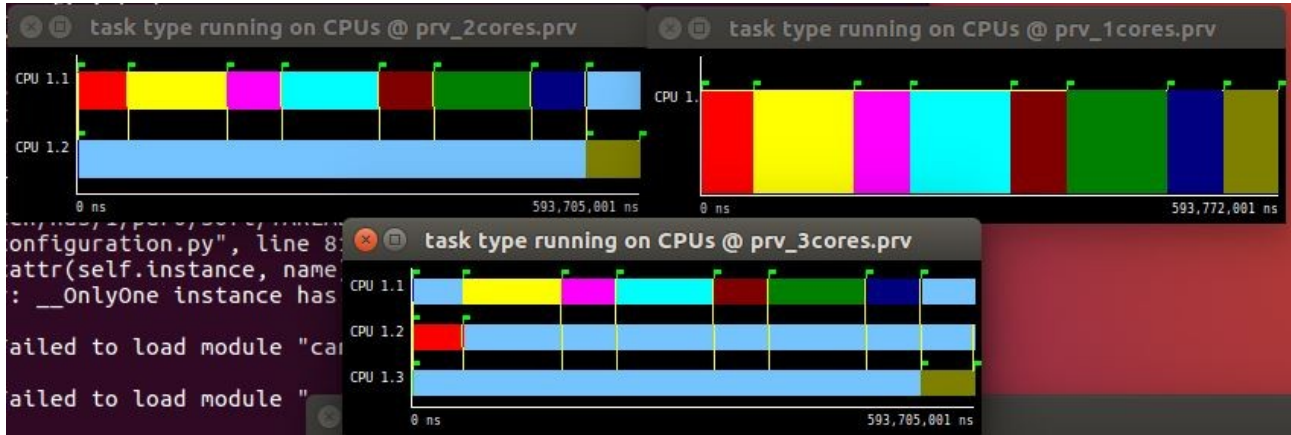 task type running on CPUs @ prv_2cores.prv
CPU 1.1
CPU 1.2
0 ns 593,705,001 ns
task type running on CPUs @ prv_1cores.prv
CPU 1.
0 ns 593,772,001 ns
onfiguration.py", line 8
attr(self.instance, name
: __OnlyOne instance has
ailed to load module "ca
ailed to load module "
task type running on CPUs @ prv_3cores.prv
CPU 1.1
CPU 1.2
CPU 1.3
0 ns 593,705,001 ns